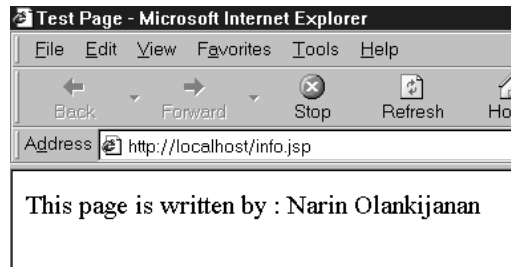 Test Page - Microsoft Internet Explorer
File Edit View Favorites Tools Help
Back Forward Stop Refresh
Address http://localhost/info.jsp
This page is written by : Narin Olankijanan